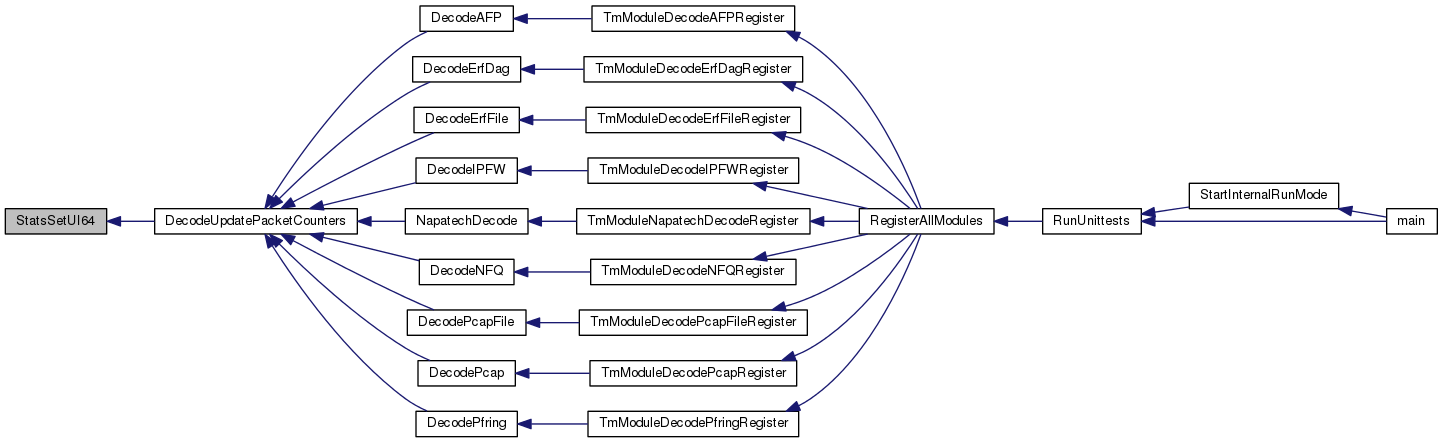 DecodeAFP
TmModuleDecodeAFPRegister
DecodeErfDag
TmModuleDecodeErfDagRegister
DecodeErfFile
TmModuleDecodeErfFileRegister
DecodeIPFW
TmModuleDecodeIPFWRegister
StartInternalRunMode
StatsSetUI64
DecodeUpdatePacketCounters
NapatechDecode
TmModuleNapatechDecodeRegister
RegisterAllModules
RunUnittests
main
DecodeNFQ
TmModuleDecodeNFQRegister
DecodePcapFile
TmModuleDecodePcapFileRegister
DecodePcap
TmModuleDecodePcapRegister
DecodePfring
TmModuleDecodePfringRegister